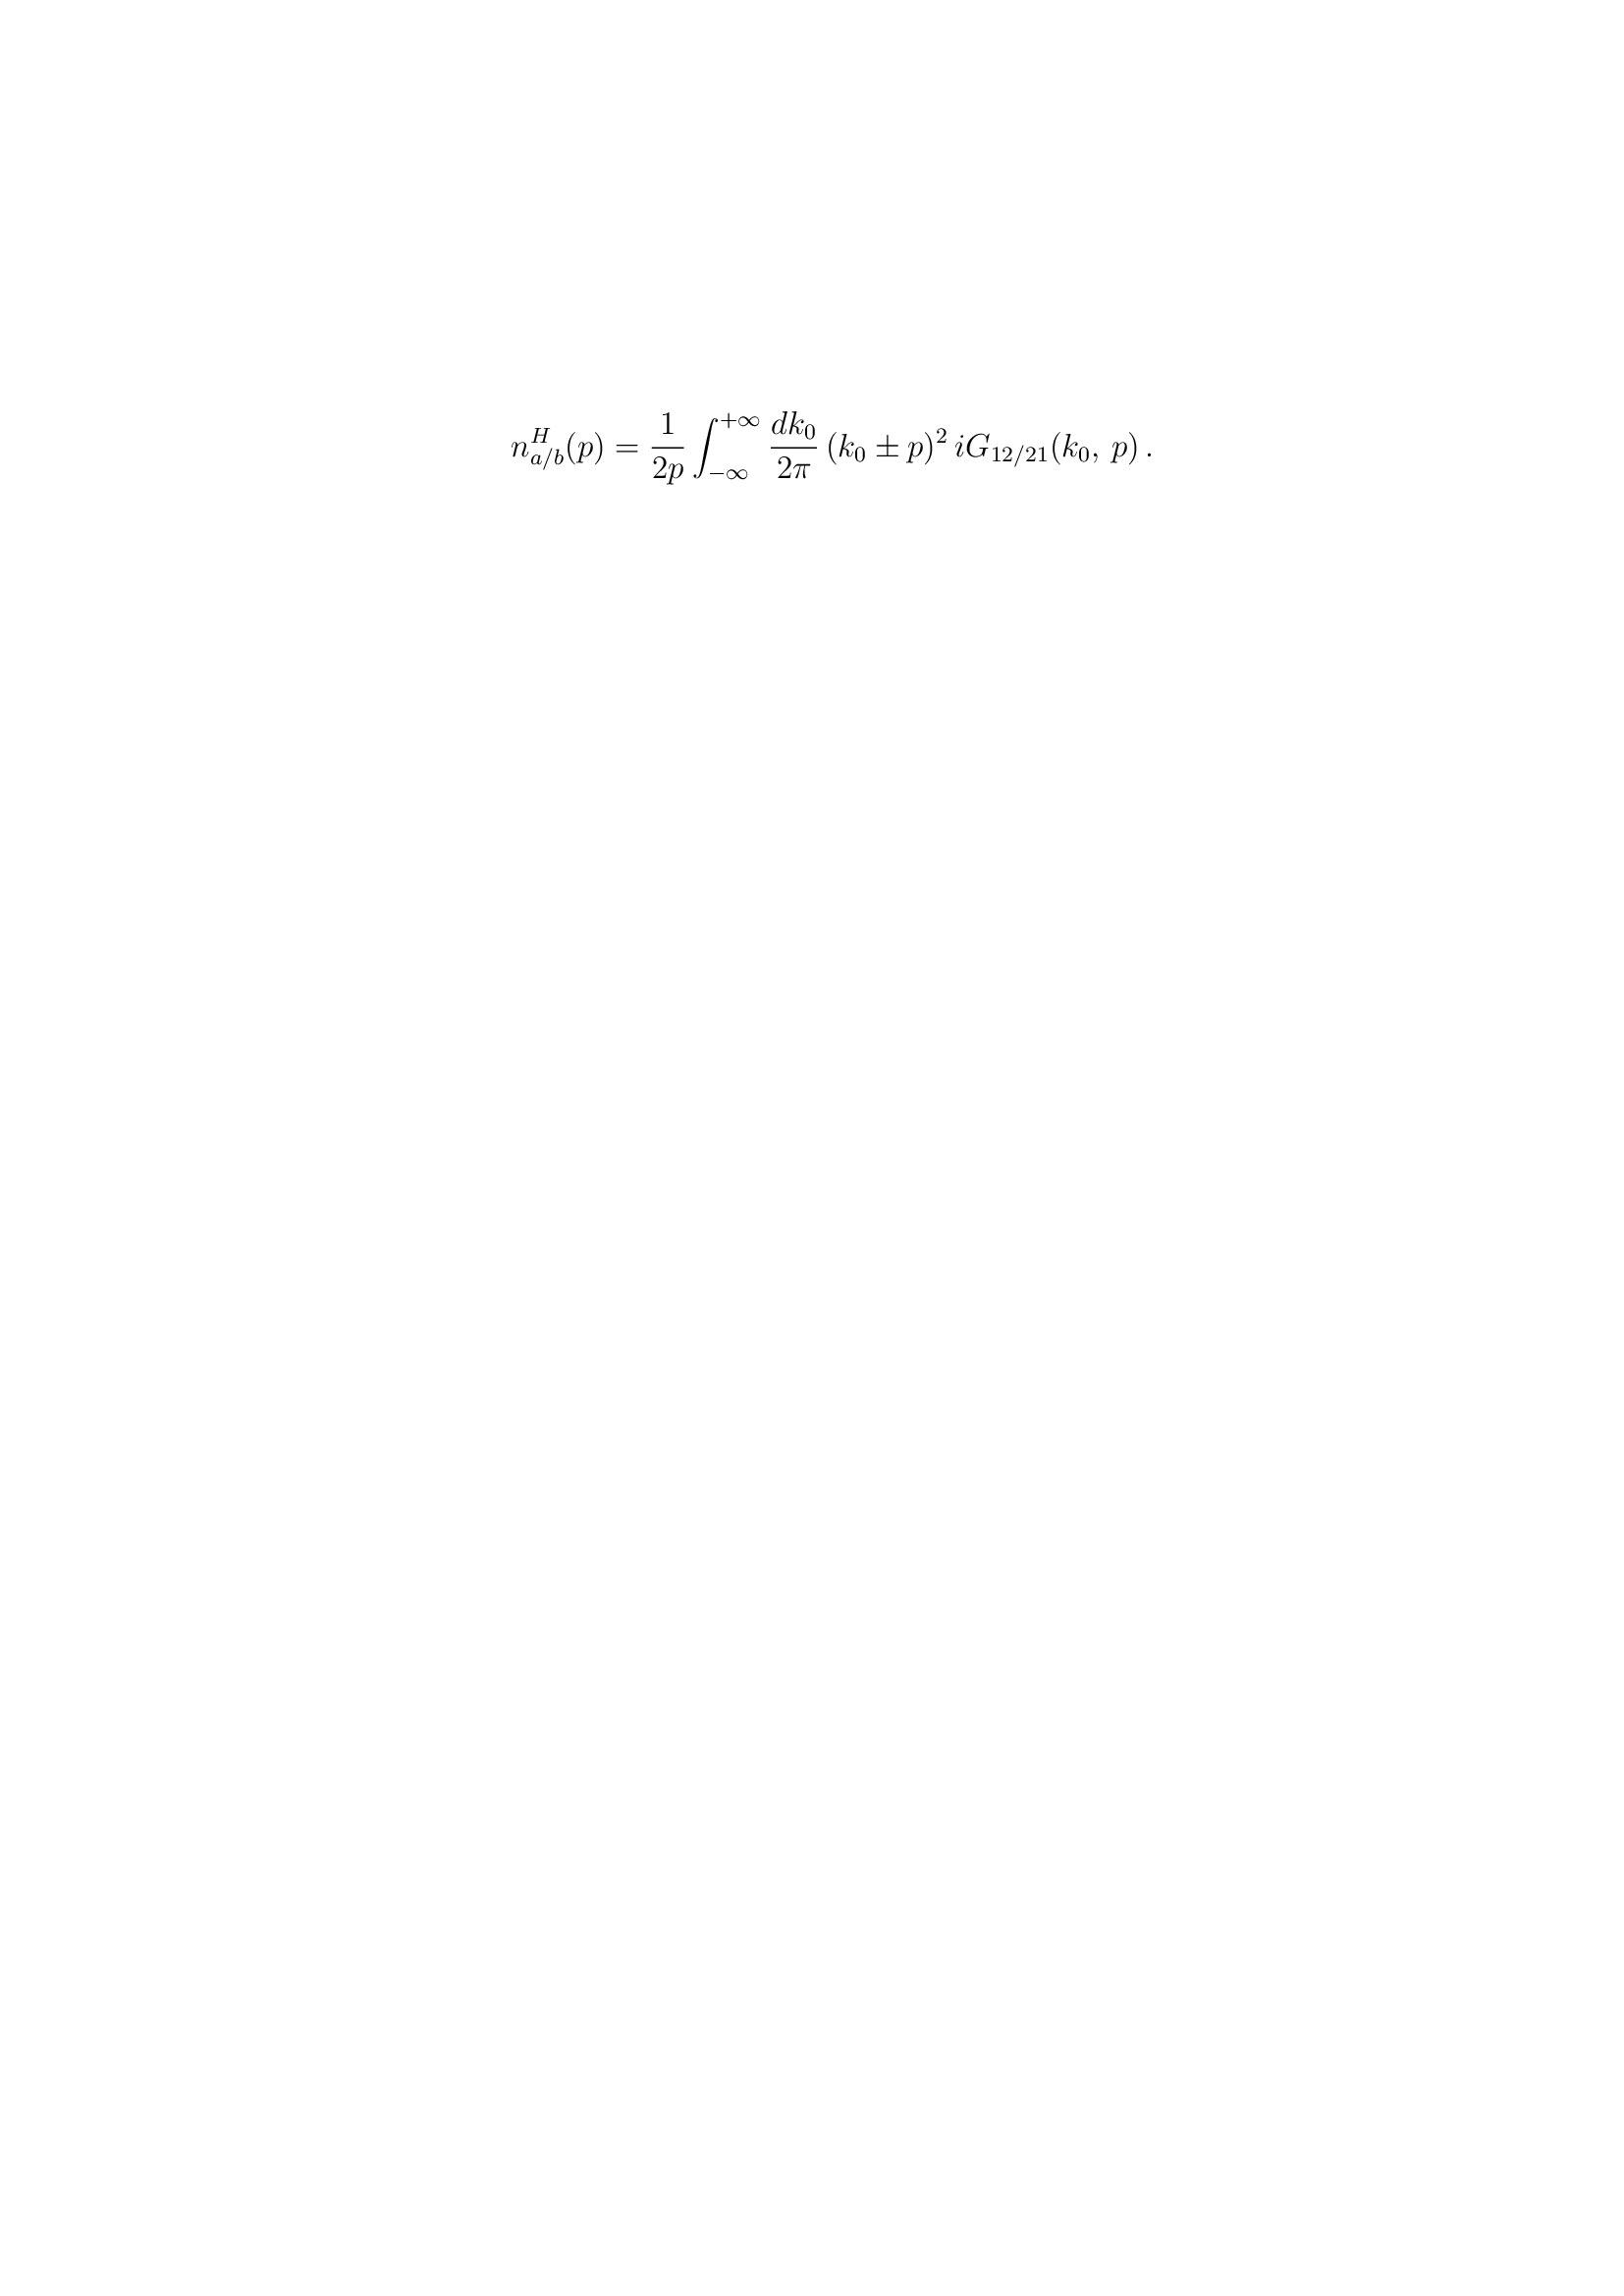 $$n^{H}_{a/b}(p) = \frac{1}{2p} \int_{-\infty}^{+\infty} \frac{dk_0}{2\pi} \, (k_0 \pm p)^2 \, iG_{12/21}(k_0, \, p) \, .$$